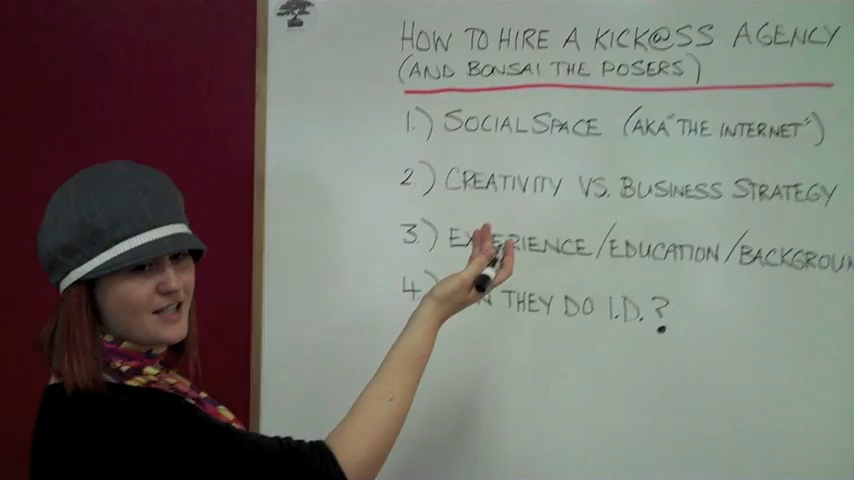 HOW TO HIRE A KICK@SS AGENCY
(AND BONSAI THE POSERS)
1.) SOCIAL SPACE (AKA "THE INTERNET")
2.) CREATIVITY VS. BUSINESS STRATEGY
3.) EXPERIENCE/EDUCATION/BACKGROUN
4.) THEY DO I.D.?